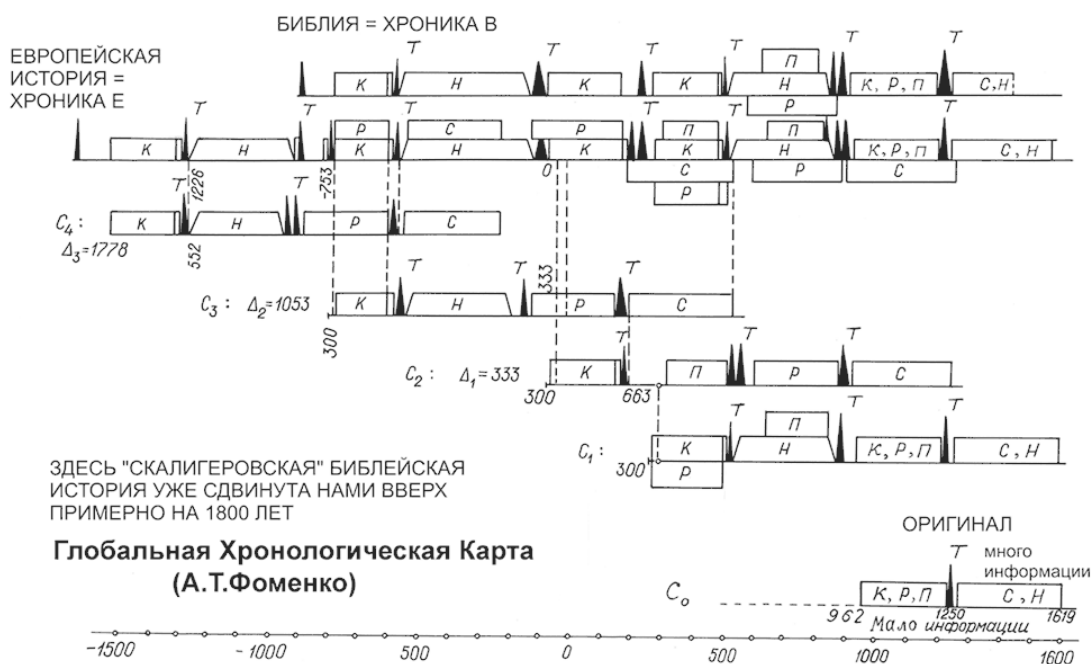 БИБЛИЯ = ХРОНИКА В
ЕВРОПЕЙСКАЯ
ИСТОРИЯ =
ХРОНИКА Е
Т Т Т Т Т Т
П
К Н К К Н К, Р, П С, Н
Р
Т Т Т Т Т Т Т
Р С Р П П
К Н К Н К К Н К, Р, П С, Н
С Р С
Р
1226 -753 0
Т Т
C₄: К Н Р С
Δ₃=1778
552
Т Т Т
333
C₃: Δ₂=1053 К Н Р С
300
Т Т Т
C₂: Δ₁=333 К П Р С
300 663
Т Т Т
П
C₁: К Н К, Р, П С, Н
300
Р
ЗДЕСЬ "СКАЛИГЕРОВСКАЯ" БИБЛЕЙСКАЯ
ИСТОРИЯ УЖЕ СДВИНУТА НАМИ ВВЕРХ
ПРИМЕРНО НА 1800 ЛЕТ
Глобальная Хронологическая Карта
(А.Т.Фоменко)
ОРИГИНАЛ
Т много
информации
C₀ К, Р, П С, Н
962 1250 1619
Мало информации
-1500 -1000 500 0 500 1000 1600